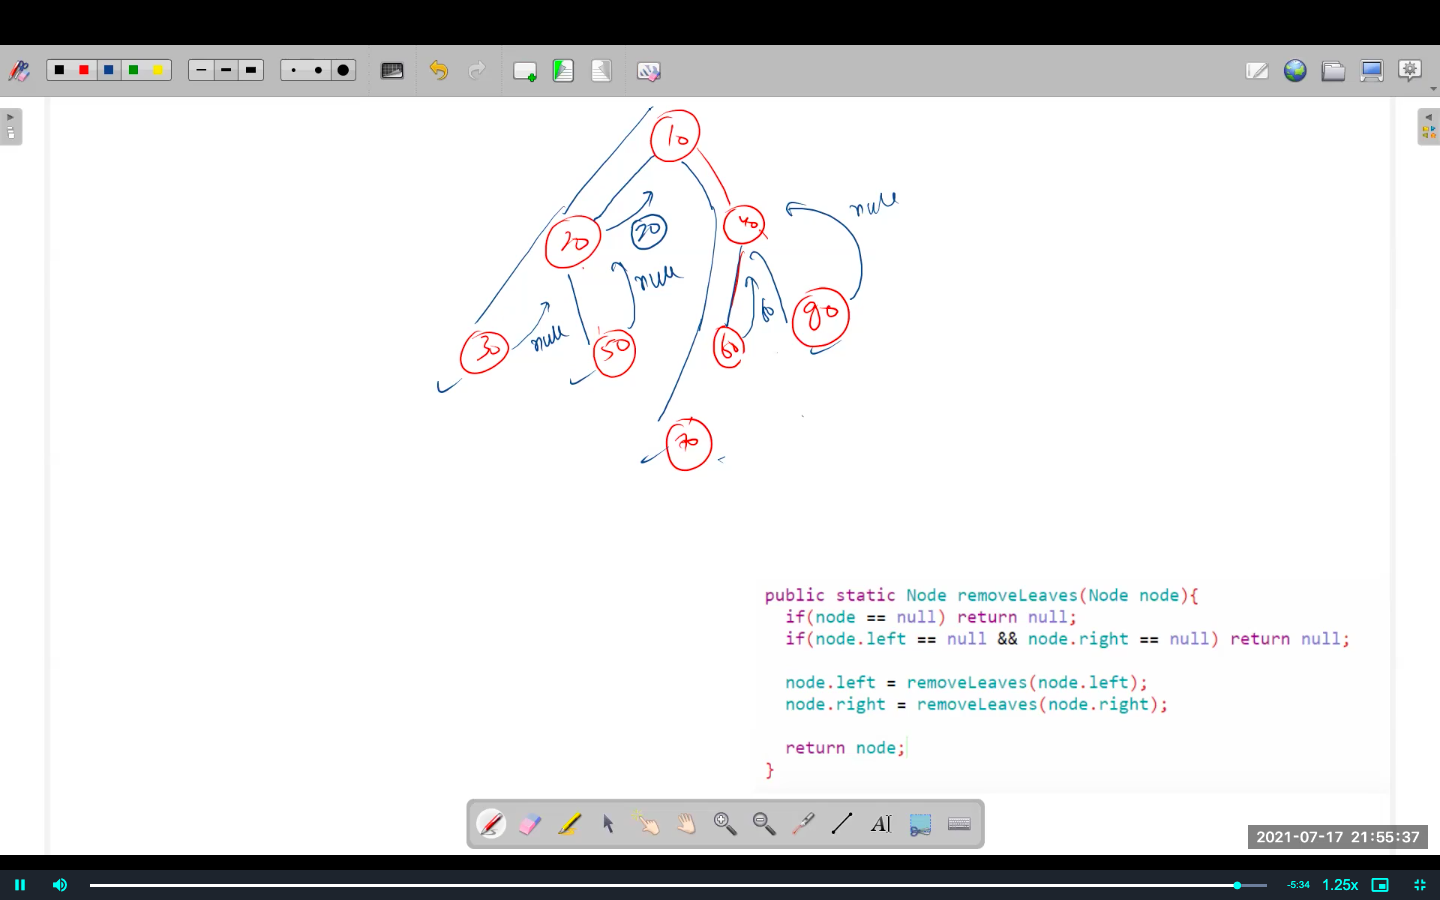 10
20
20
40
null
null
null
30
50
60
60
90
70
public static Node removeLeaves(Node node){
if(node == null) return null;
if(node.left == null && node.right == null) return null;
node.left = removeLeaves(node.left);
node.right = removeLeaves(node.right);
return node;
}
2021-07-17 21:55:37
-5:34 1.25x